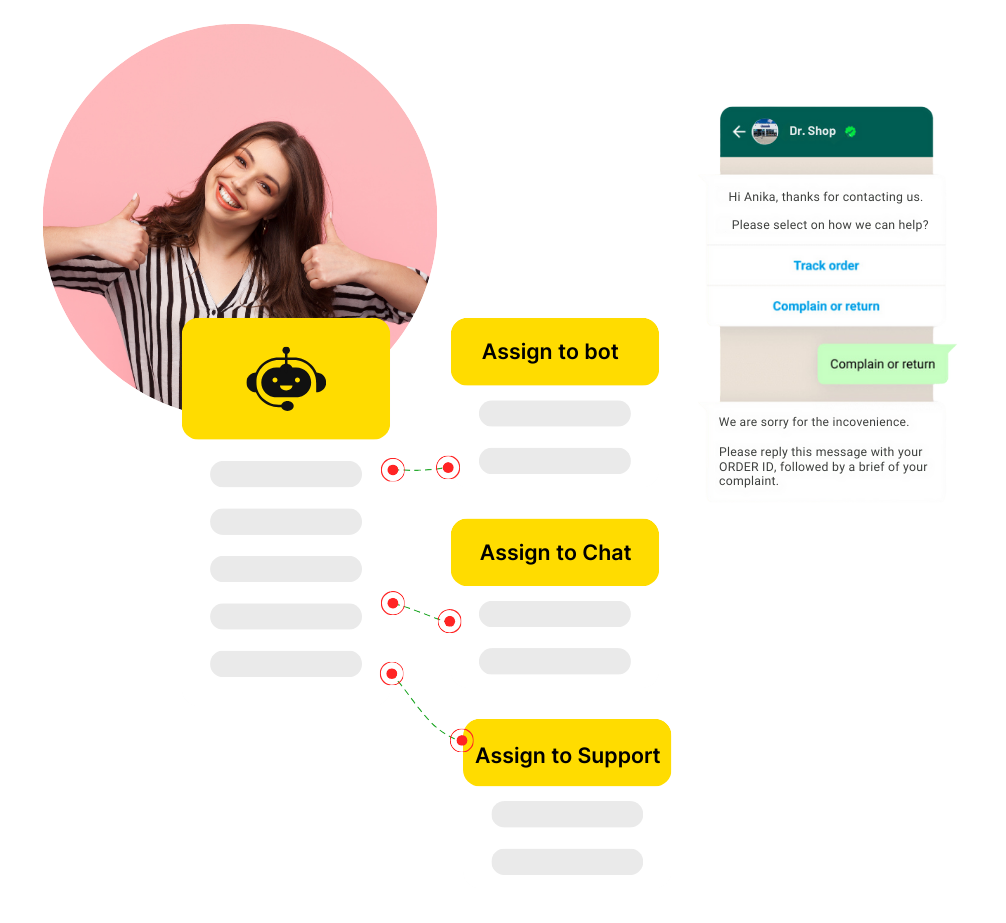 Dr. Shop
Hi Anika, thanks for contacting us.
Please select on how we can help?
Track order
Complain or return
Complain or return
We are sorry for the incovenience.
Please reply this message with your
ORDER ID, followed by a brief of your
complaint.
Assign to bot
Assign to Chat
Assign to Support